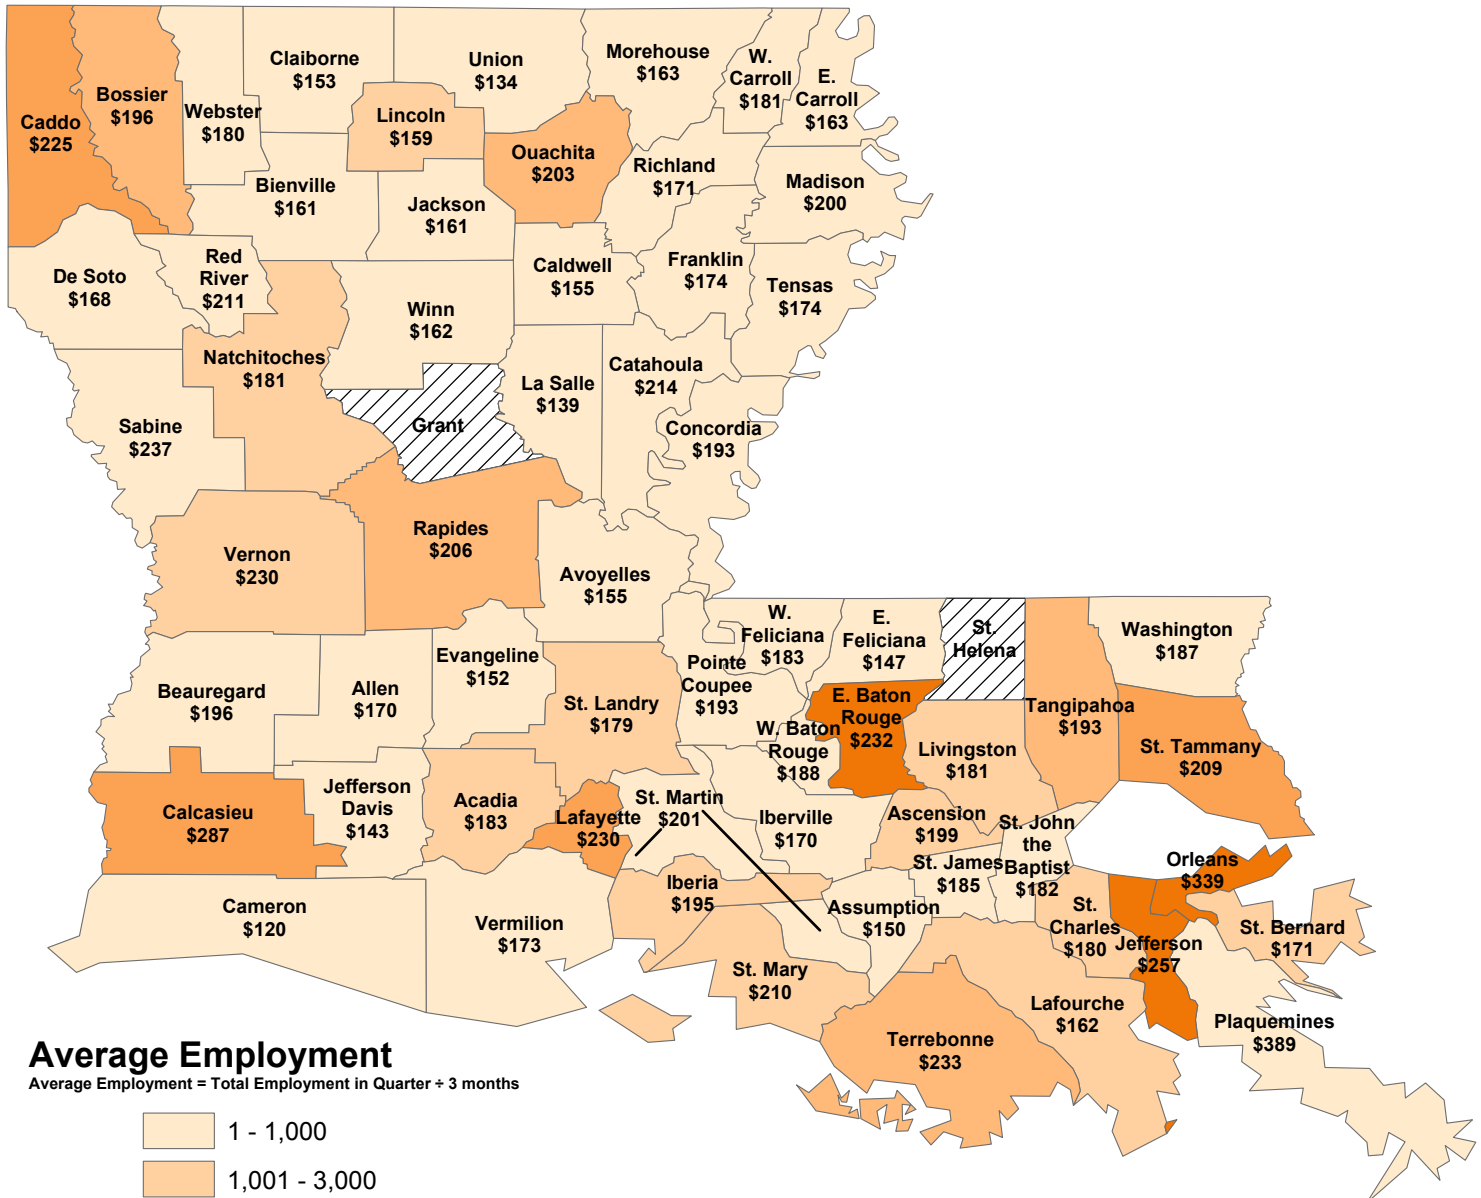 Claiborne
$153
Union
$134
Morehouse
$163
W.
Carroll
$181
E.
Carroll
$163
Caddo
$225
Bossier
$196
Webster
$180
Lincoln
$159
Ouachita
$203
Richland
$171
Madison
$200
Bienville
$161
Jackson
$161
De Soto
$168
Red
River
$211
Caldwell
$155
Franklin
$174
Tensas
$174
Winn
$162
Natchitoches
$181
La Salle
$139
Catahoula
$214
Sabine
$237
Grant
Concordia
$193
Vernon
$230
Rapides
$206
Avoyelles
$155
W.
Feliciana
$183
E.
Feliciana
$147
St.
Helena
Washington
$187
Beauregard
$196
Allen
$170
Evangeline
$152
St. Landry
$179
Pointe
Coupee
$193
E. Baton
Rouge
$232
Tangipahoa
$193
W. Baton
Rouge
$188
Livingston
$181
St. Tammany
$209
Calcasieu
$287
Jefferson
Davis
$143
Acadia
$183
Lafayette
$230
St. Martin
$201
Iberville
$170
Ascension
$199
St. John
the
Baptist
$182
St. James
$185
Orleans
$339
Cameron
$120
Vermilion
$173
Iberia
$195
Assumption
$150
St.
Charles
$180
Jefferson
$257
St. Bernard
$171
St. Mary
$210
Lafourche
$162
Plaquemines
$389
Terrebonne
$233
Average Employment
Average Employment = Total Employment in Quarter ÷ 3 months
1 - 1,000
1,001 - 3,000